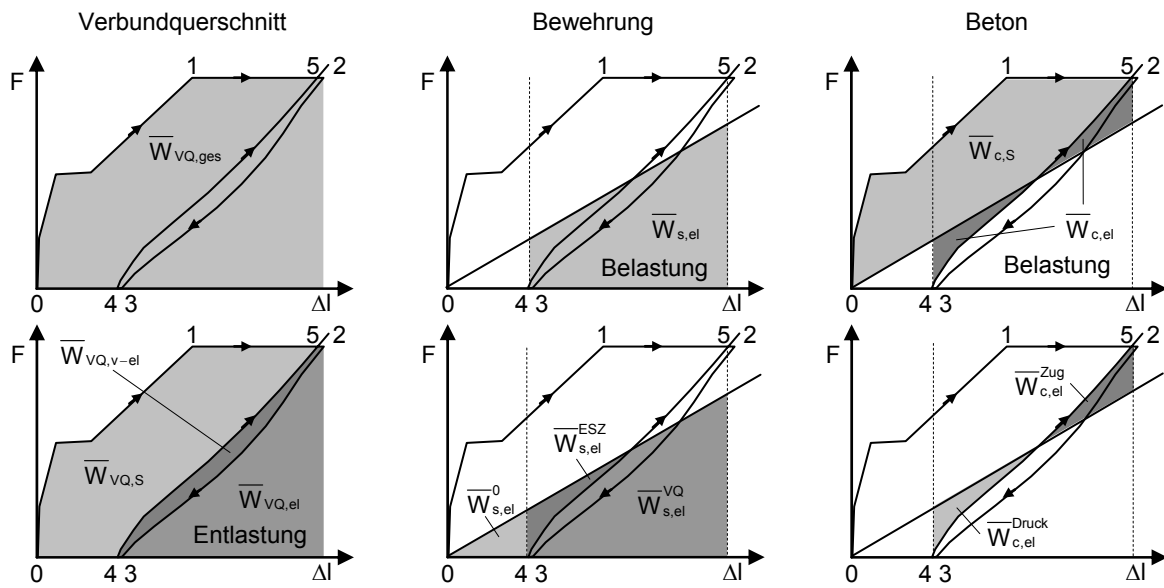 Verbundquerschnitt
Bewehrung
Beton
F
1
5 2
W̅ VQ,ges
0
4 3
Δl
1
5 2
W̅ s,el
Belastung
0
4 3
Δl
1
5 2
W̅ c,S
W̅ c,el
Belastung
0
4 3
Δl
F
1
5 2
W̅ VQ,v-el
W̅ VQ,S
W̅ VQ,el
Entlastung
0
4 3
Δl
F
1
5 2
W̅ ESZ s,el
W̅ 0 s,el
W̅ VQ s,el
0
4 3
Δl
1
5 2
W̅ Zug c,el
W̅ Druck c,el
0
4 3
Δl